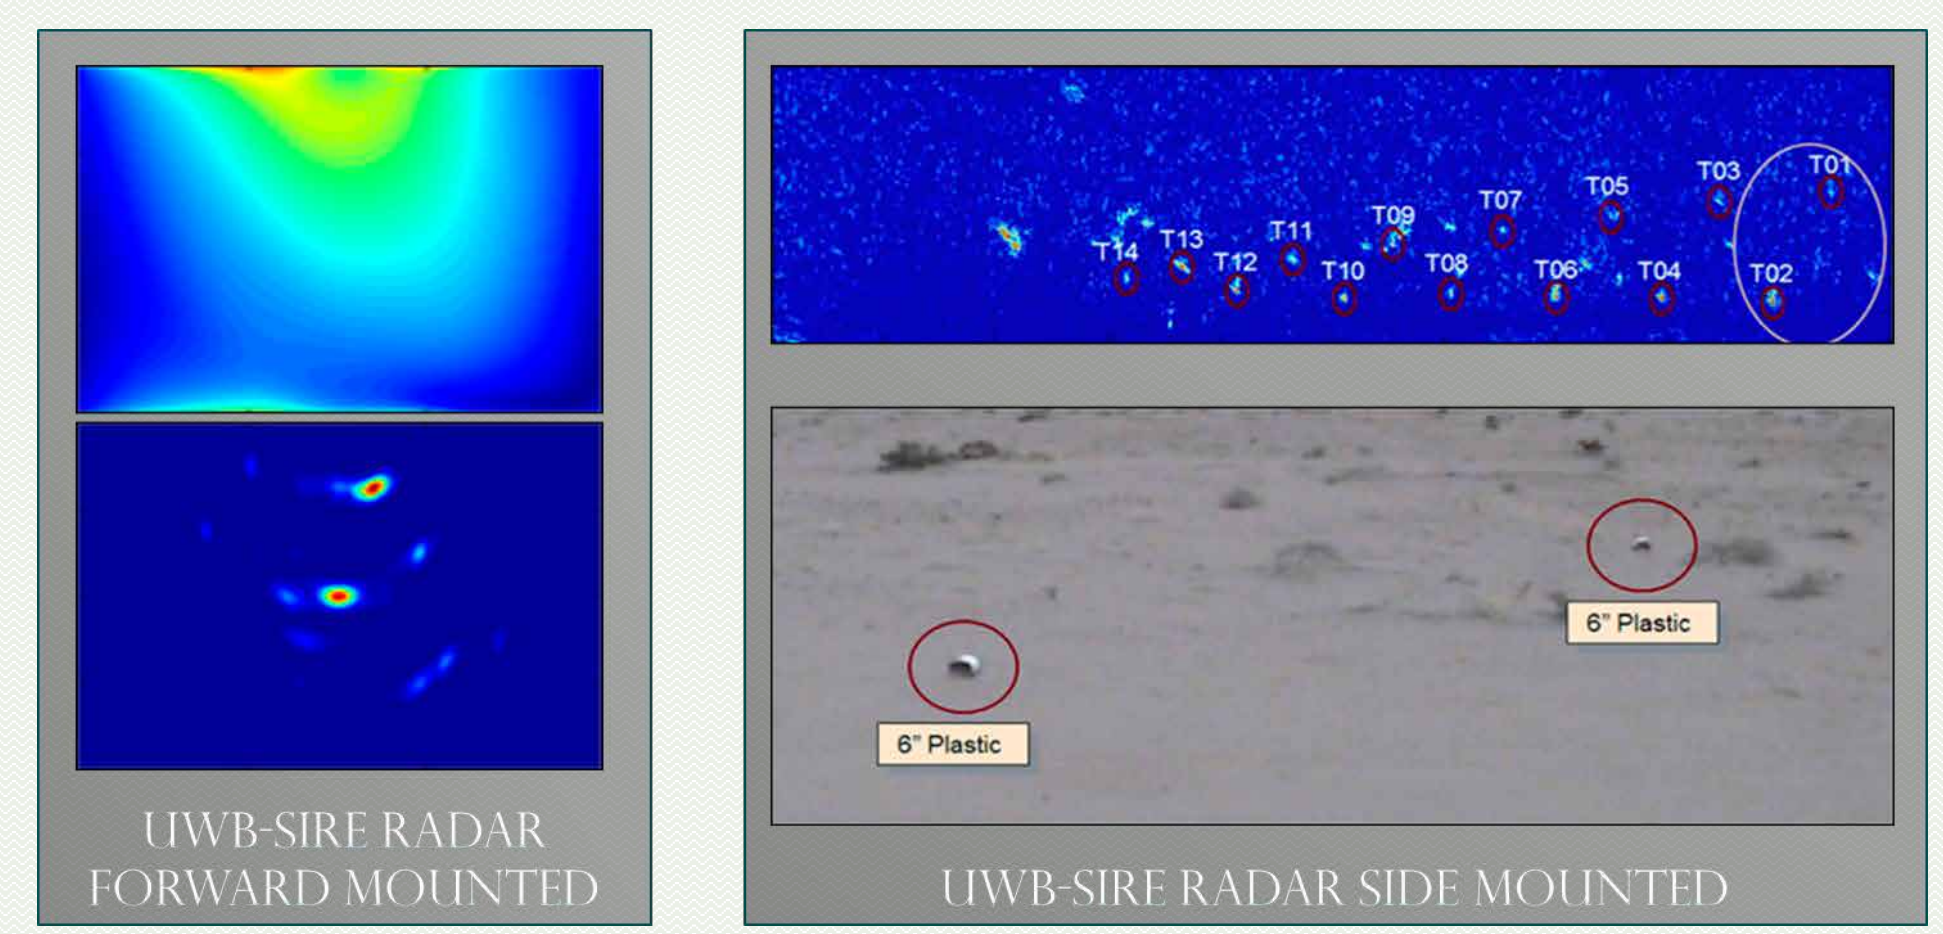 UWB-SIRE RADAR
FORWARD MOUNTED
T01
T03
T05
T07
T09
T11
T13
T14
T12
T10
T08
T06
T04
T02
6" Plastic
6" Plastic
UWB-SIRE RADAR SIDE MOUNTED